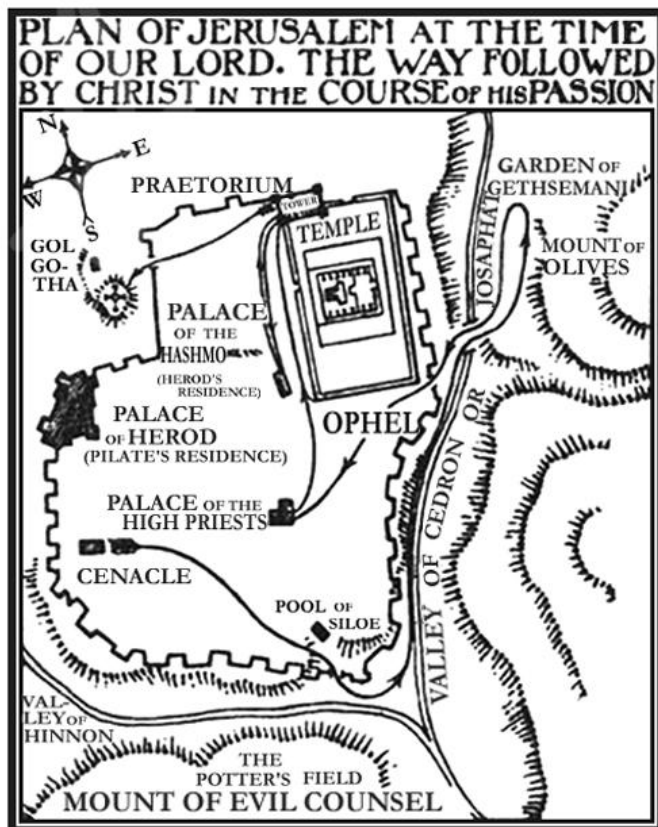 PLAN OF JERUSALEM AT THE TIME
OF OUR LORD. THE WAY FOLLOWED
BY CHRIST IN THE COURSE OF HIS PASSION
N
E
W
S
PRAETORIUM
TOWER
TEMPLE
GARDEN OF
GETHSEMANI
JOSAPHAT
MOUNT OF
OLIVES
GOL
GO-
THA
PALACE
OF THE
HASHMO
(HEROD'S
RESIDENCE)
PALACE
OF HEROD
(PILATE'S RESIDENCE)
OPHEL
PALACE OF THE
HIGH PRIESTS
CENACLE
POOL OF
SILOE
VALLEY OF CEDRON OR
VAL-
LEY OF
HINNON
THE
POTTER'S FIELD
MOUNT OF EVIL COUNSEL